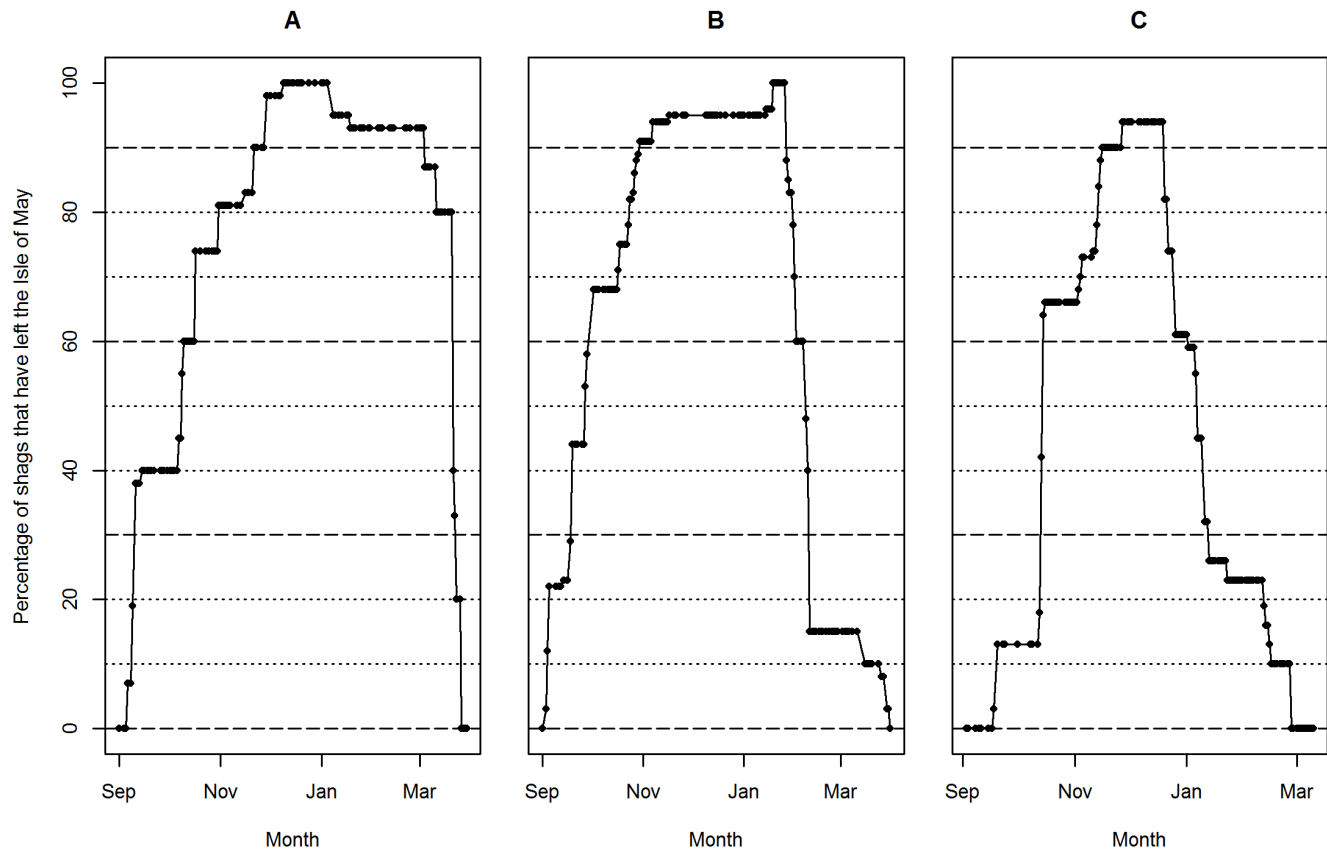 A B C
Percentage of shags that have left the Isle of May
100
80
60
40
20
0
Sep Nov Jan Mar Sep Nov Jan Mar Sep Nov Jan Mar
Month Month Month